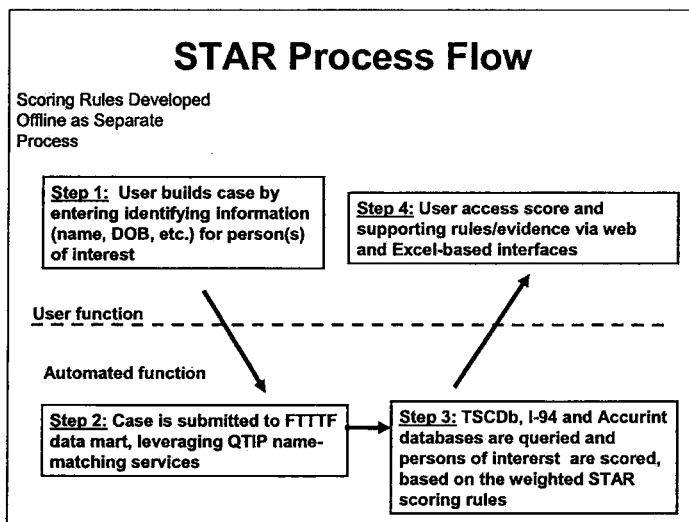 STAR Process Flow
Scoring Rules Developed
Offline as Separate
Process
Step 1: User builds case by
entering identifying information
(name, DOB, etc.) for person(s)
of interest
Step 4: User access score and
supporting rules/evidence via web
and Excel-based interfaces
User function
Automated function
Step 2: Case is submitted to FTTTF
data mart, leveraging QTIP name-
matching services
Step 3: TSCDb, I-94 and Accurint
databases are queried and
persons of intererst are scored,
based on the weighted STAR
scoring rules